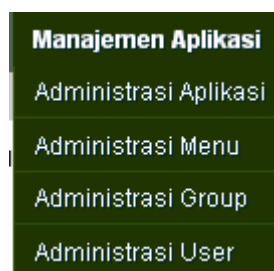 Manajemen Aplikasi
Administrasi Aplikasi
Administrasi Menu
Administrasi Group
Administrasi User